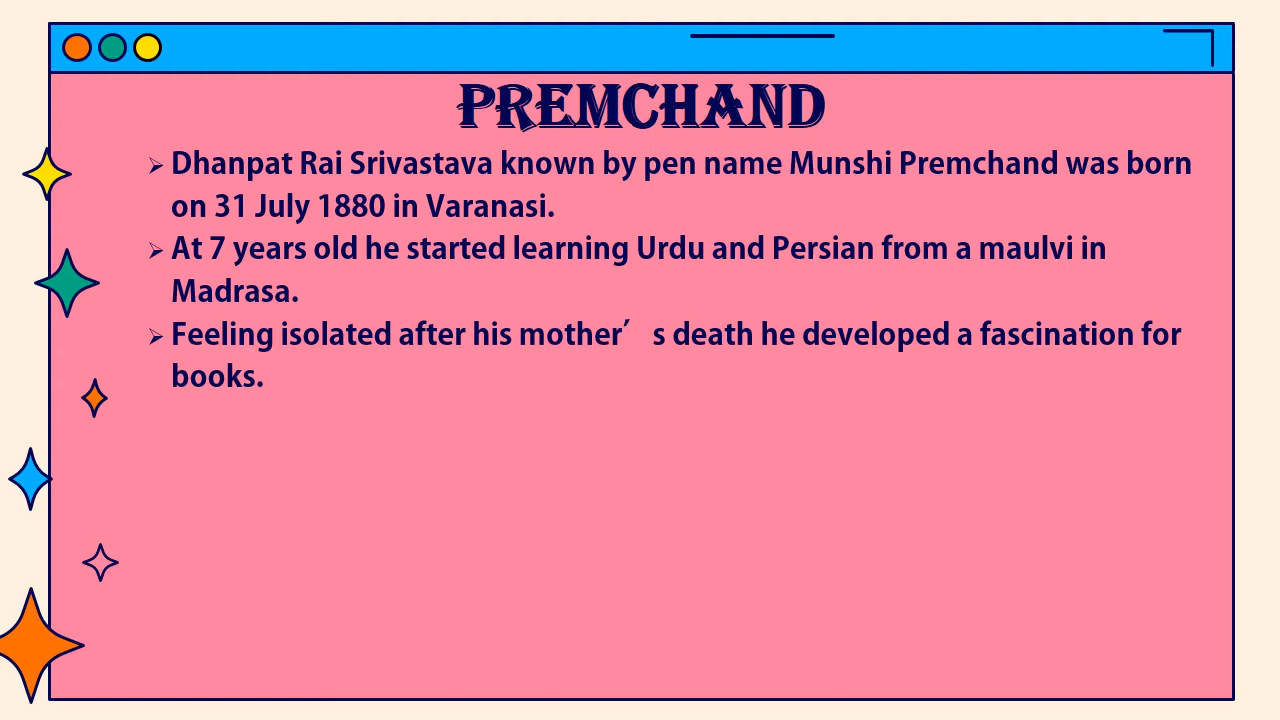 PREMCHAND
➢ Dhanpat Rai Srivastava known by pen name Munshi Premchand was born
on 31 July 1880 in Varanasi.
➢ At 7 years old he started learning Urdu and Persian from a maulvi in
Madrasa.
➢ Feeling isolated after his mother′s death he developed a fascination for
books.